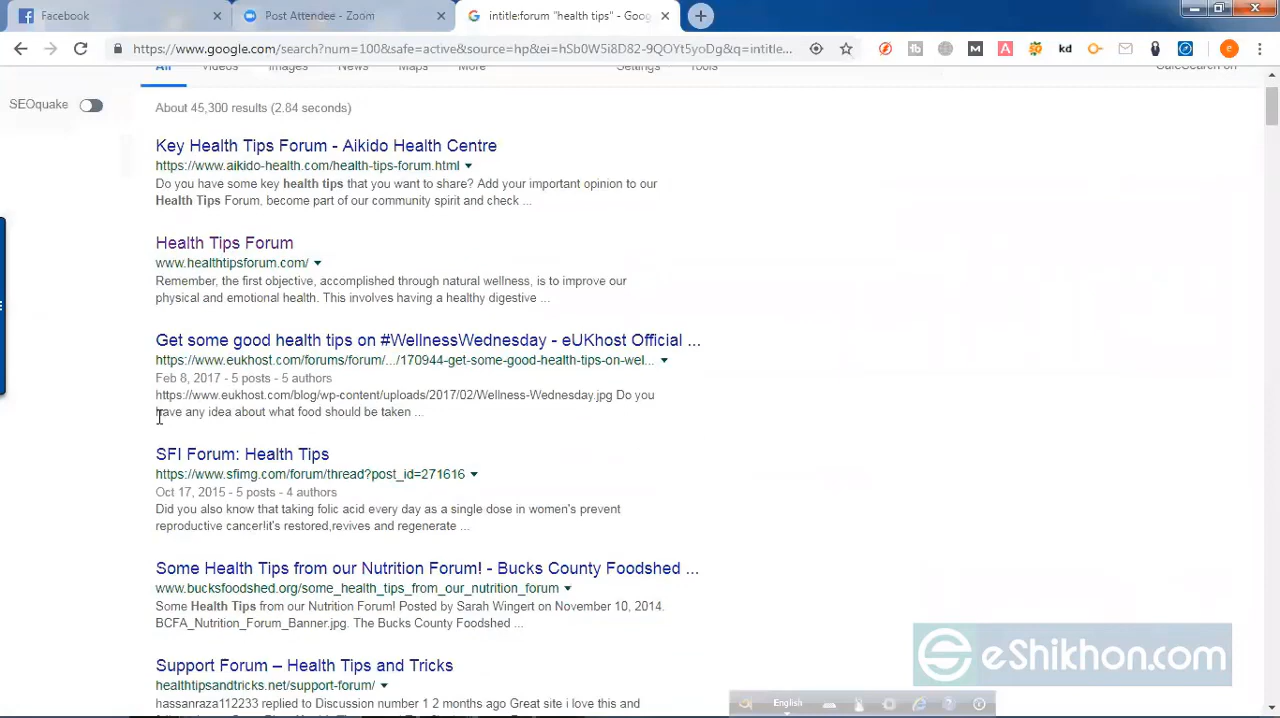 Facebook
Post Attendee - Zoom
intitle:forum "health tips" - Goog
https://www.google.com/search?num=100&safe=active&source=hp&ei=hSb0W5i8D82-9QOYt5yoDg&q=intitle...
All Videos Images News Maps More Settings Tools SafeSearch on
SEOquake
About 45,300 results (2.84 seconds)
Key Health Tips Forum - Aikido Health Centre
https://www.aikido-health.com/health-tips-forum.html
Do you have some key health tips that you want to share? Add your important opinion to our
Health Tips Forum, become part of our community spirit and check ...
Health Tips Forum
www.healthtipsforum.com/
Remember, the first objective, accomplished through natural wellness, is to improve our
physical and emotional health. This involves having a healthy digestive ...
Get some good health tips on #WellnessWednesday - eUKhost Official ...
https://www.eukhost.com/forums/forum/.../170944-get-some-good-health-tips-on-wel...
Feb 8, 2017 - 5 posts - 5 authors
https://www.eukhost.com/blog/wp-content/uploads/2017/02/Wellness-Wednesday.jpg Do you
have any idea about what food should be taken ...
SFI Forum: Health Tips
https://www.sfimg.com/forum/thread?post_id=271616
Oct 17, 2015 - 5 posts - 4 authors
Did you also know that taking folic acid every day as a single dose in women's prevent
reproductive cancer!it's restored,revives and regenerate ...
Some Health Tips from our Nutrition Forum! - Bucks County Foodshed ...
www.bucksfoodshed.org/some_health_tips_from_our_nutrition_forum
Some Health Tips from our Nutrition Forum! Posted by Sarah Wingert on November 10, 2014.
BCFA_Nutrition_Forum_Banner.jpg. The Bucks County Foodshed ...
Support Forum – Health Tips and Tricks
healthtipsandtricks.net/support-forum/
hassanraza112233 replied to Discussion number 1 2 months ago Great site i love this and
eShikhon.com
English